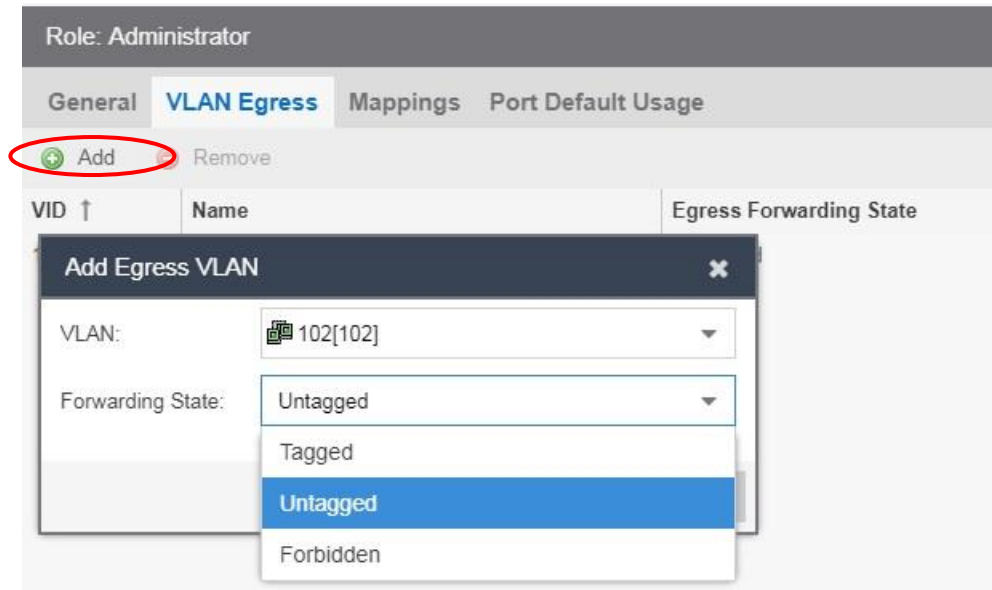 Role: Administrator
General VLAN Egress Mappings Port Default Usage
Add Remove
VID ↑ Name Egress Forwarding State
Add Egress VLAN
VLAN: 102[102]
Forwarding State: Untagged
Tagged
Untagged
Forbidden